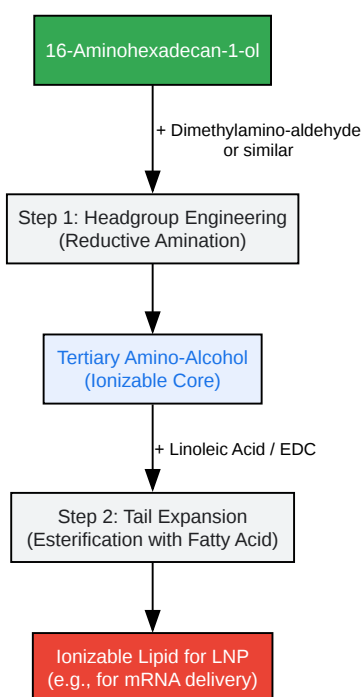 16-Aminohexadecan-1-ol
+ Dimethylamino-aldehyde
or similar
Step 1: Headgroup Engineering
(Reductive Amination)
Tertiary Amino-Alcohol
(Ionizable Core)
+ Linoleic Acid / EDC
Step 2: Tail Expansion
(Esterification with Fatty Acid)
Ionizable Lipid for LNP
(e.g., for mRNA delivery)